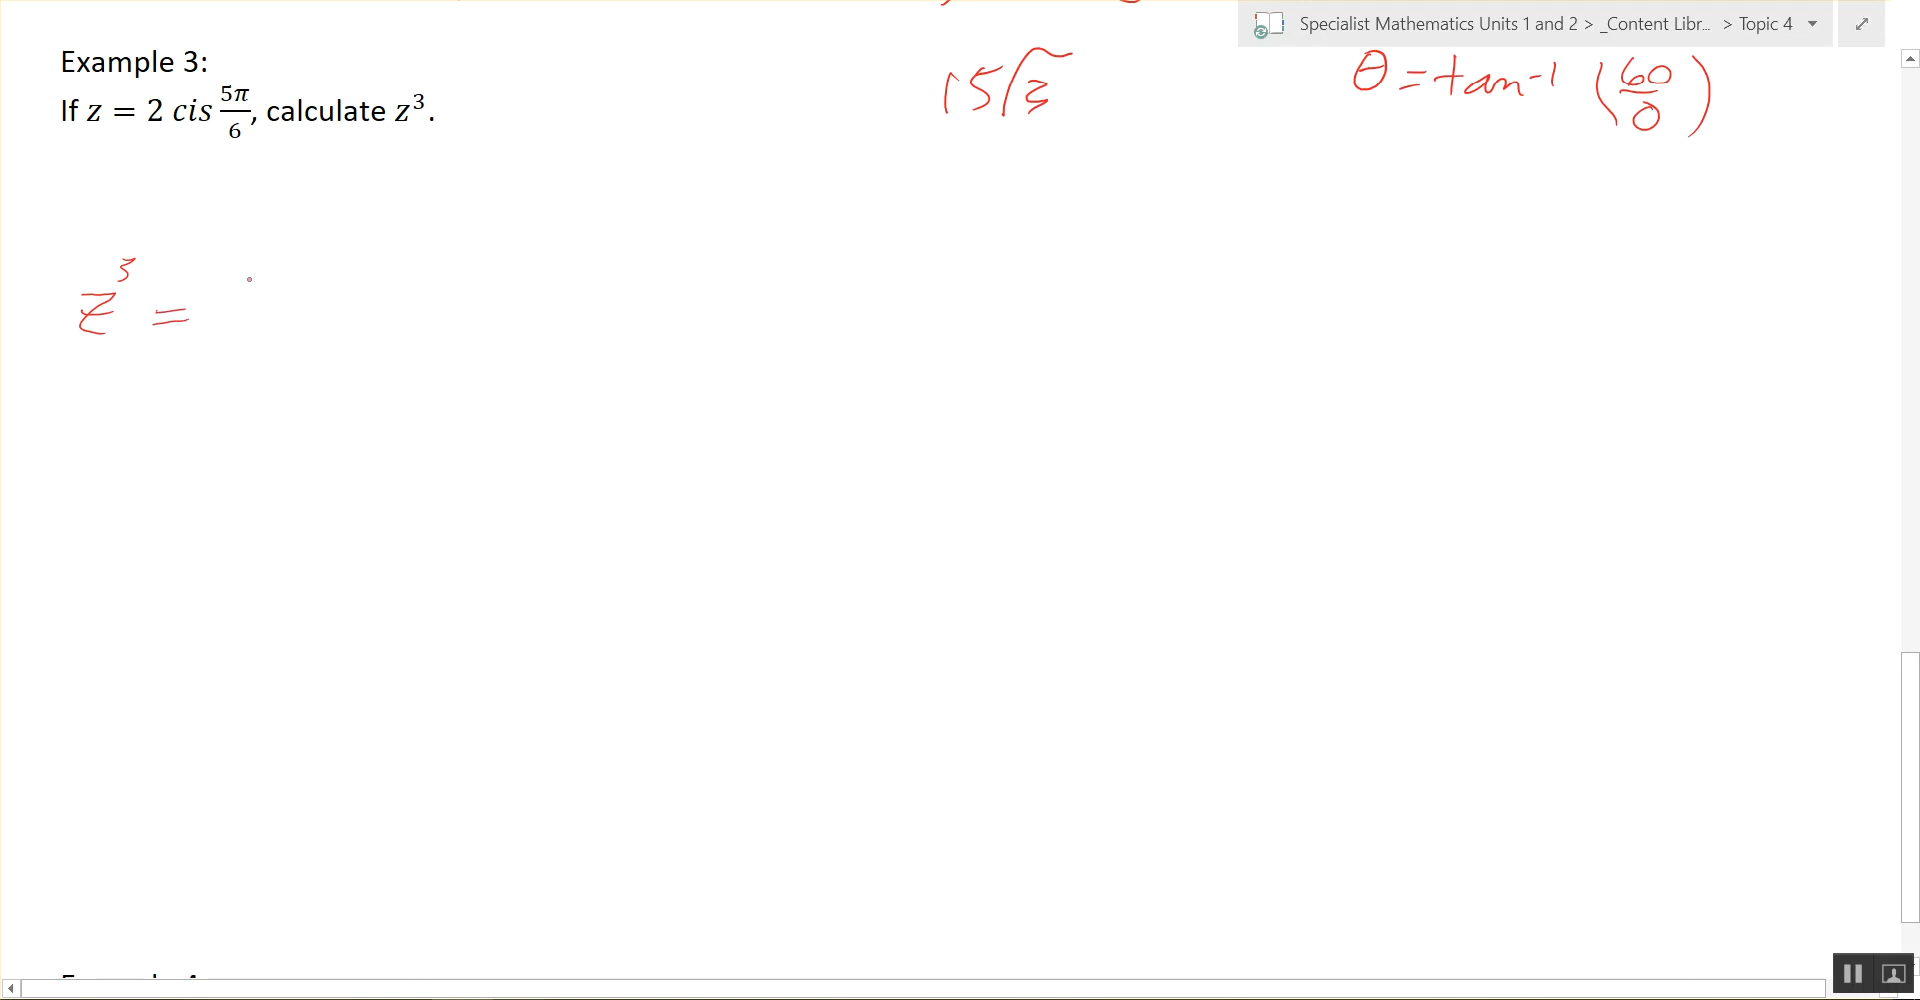 Specialist Mathematics Units 1 and 2 > _Content Libr... > Topic 4
Example 3:
If z = 2 cis 5π/6, calculate z³.
15√3
θ = tan-1 (60/0)
z³ =